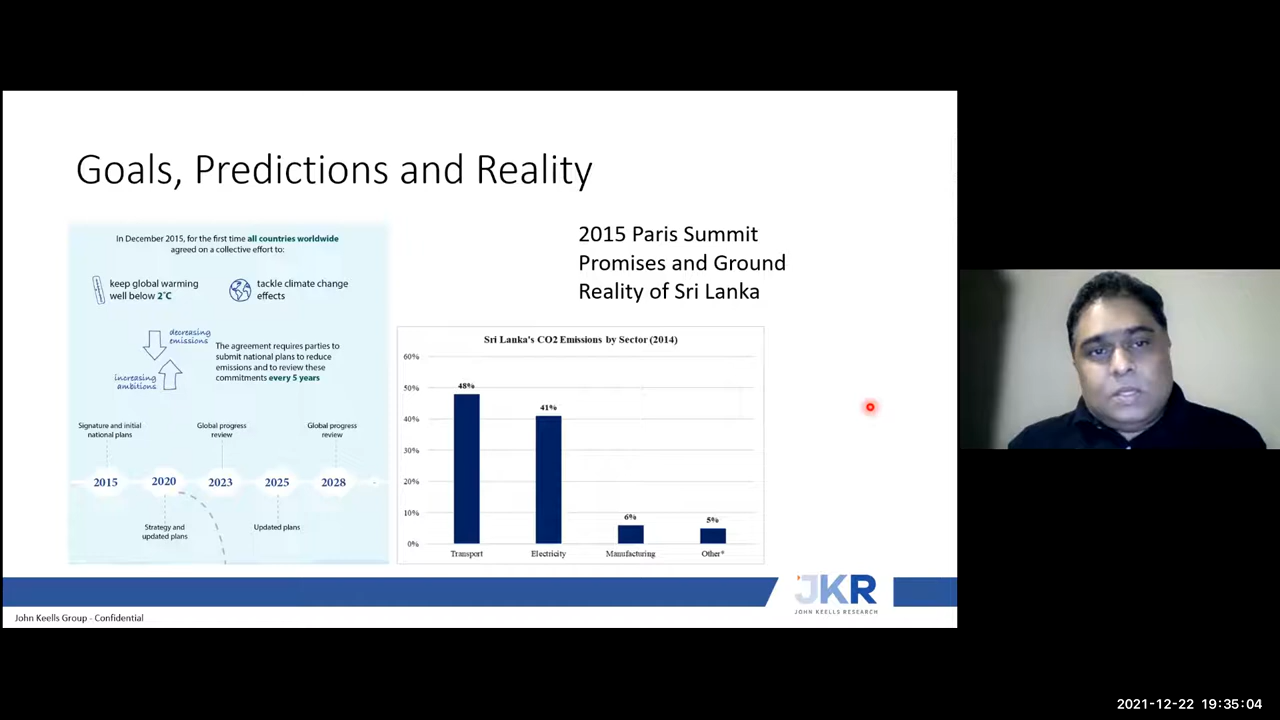 Goals, Predictions and Reality
In December 2015, for the first time all countries worldwide
agreed on a collective effort to:
keep global warming
well below 2°C
tackle climate change
effects
decreasing
emissions
increasing
ambitions
The agreement requires parties to
submit national plans to reduce
emissions and to review these
commitments every 5 years
Signature and initial
national plans
Global progress
review
Global progress
review
2015
2020
2023
2025
2028
Strategy and
updated plans
Updated plans
2015 Paris Summit
Promises and Ground
Reality of Sri Lanka
Sri Lanka's CO2 Emissions by Sector (2014)
60%
50%
40%
30%
20%
10%
0%
48%
41%
6%
5%
Transport
Electricity
Manufacturing
Other*
JKR
JOHN KEELLS RESEARCH
John Keells Group - Confidential
2021-12-22 19:35:04